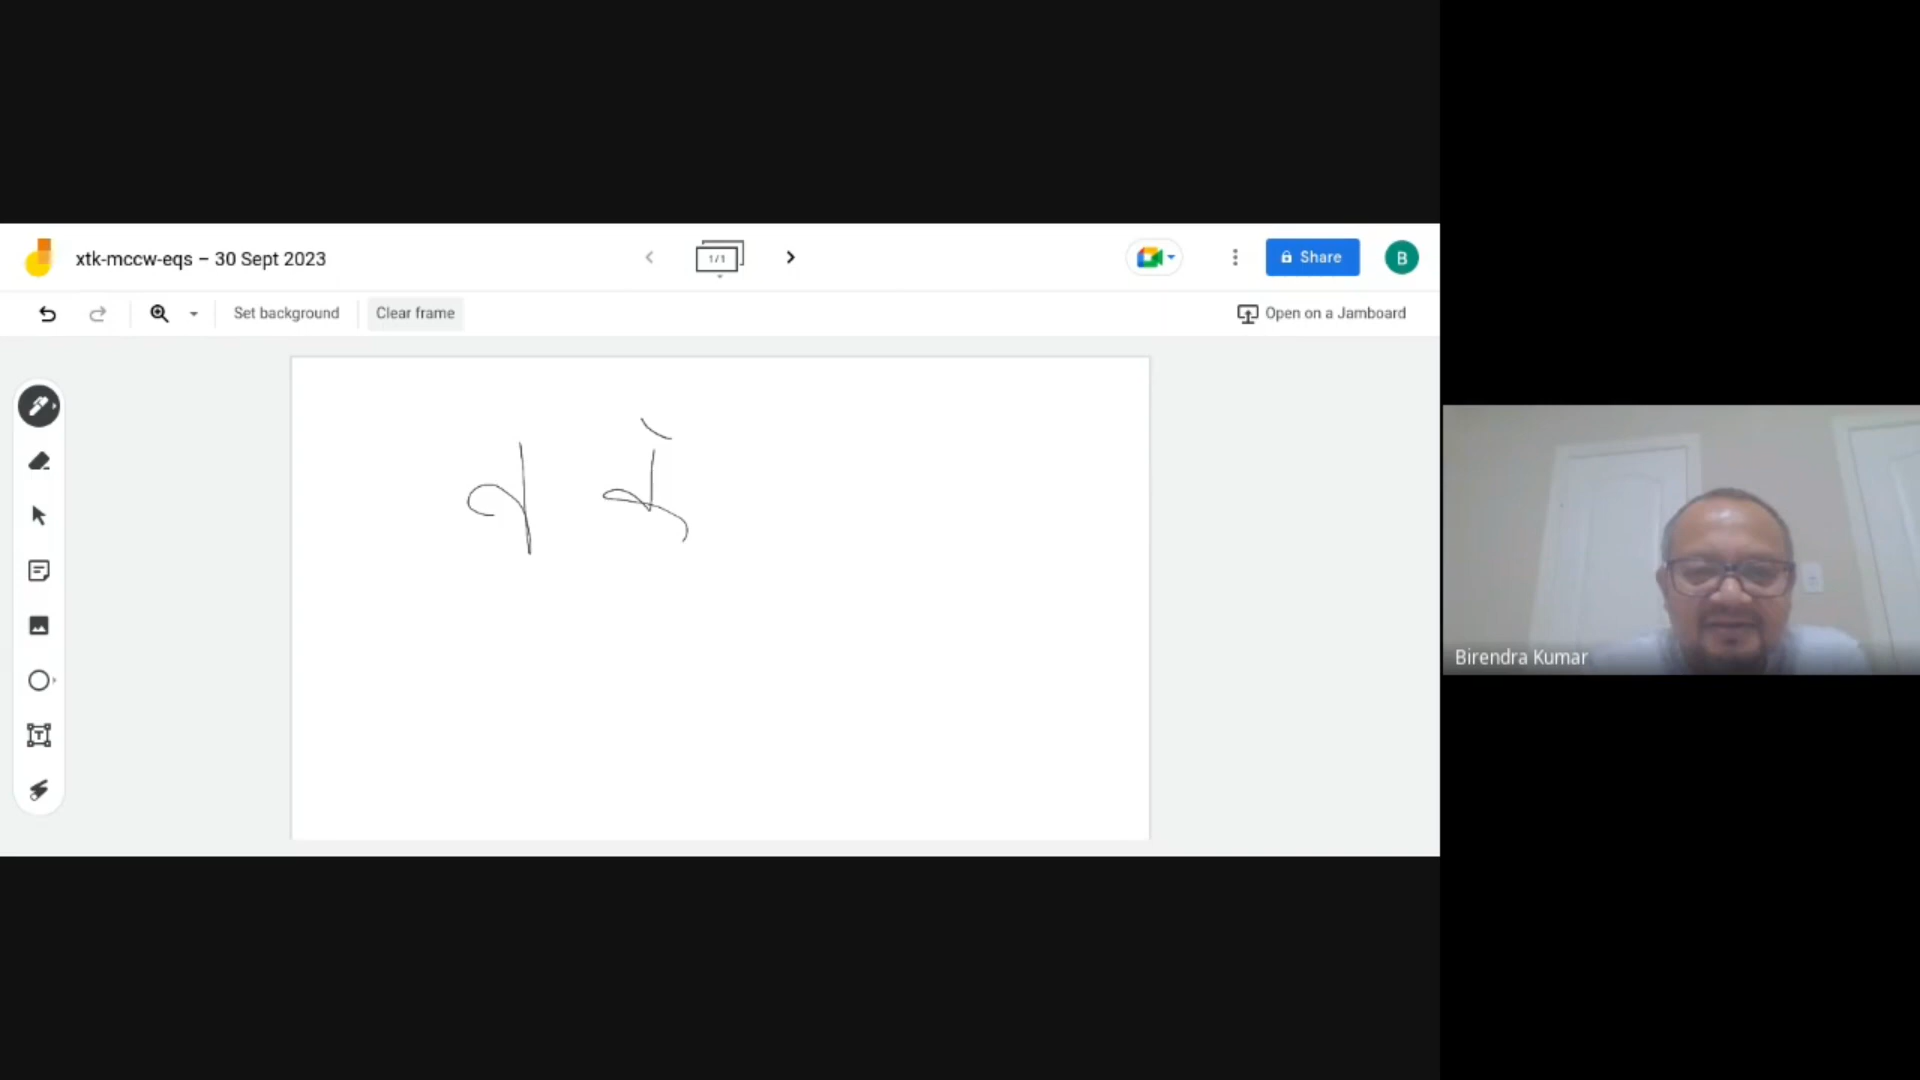 xtk-mccw-eqs – 30 Sept 2023
1/1
Share
B
Set background
Clear frame
Open on a Jamboard
Birendra Kumar